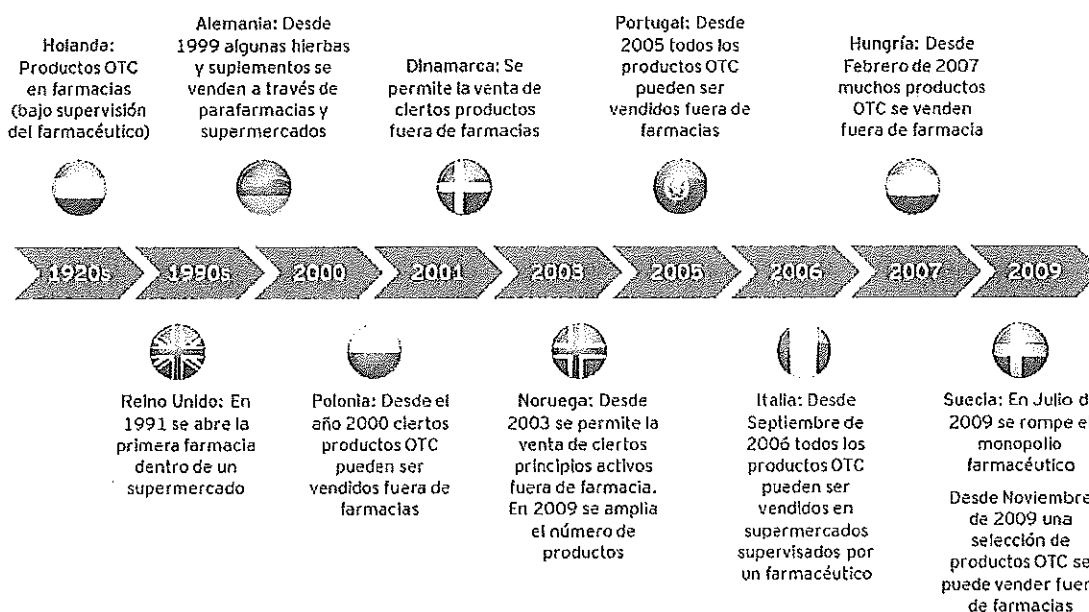 Holanda:
Productos OTC
en farmacias
(bajo supervisión
del farmacéutico)
Alemania: Desde
1999 algunas hierbas
y suplementos se
venden a través de
parafarmacias y
supermercados
Dinamarca: Se
permite la venta de
ciertos productos
fuera de farmacias
Portugal: Desde
2005 todos los
productos OTC
pueden ser
vendidos fuera de
farmacias
Hungría: Desde
Febrero de 2007
muchos productos
OTC se venden
fuera de farmacia
1920s
1990s
2000
2001
2003
2005
2006
2007
2009
Reino Unido: En
1991 se abre la
primera farmacia
dentro de un
supermercado
Polonia: Desde el
año 2000 ciertos
productos OTC
pueden ser
vendidos fuera de
farmacias
Noruega: Desde
2003 se permite la
venta de ciertos
principios activos
fuera de farmacia.
En 2009 se amplia
el número de
productos
Italia: Desde
Septiembre de
2006 todos los
productos OTC
pueden ser
vendidos en
supermercados
supervisados por
un farmacéutico
Suecia: En Julio d
2009 se rompe e
monopolio
farmacéutico
Desde Noviembre
de 2009 una
selección de
productos OTC se
puede vender fuer
de farmacias